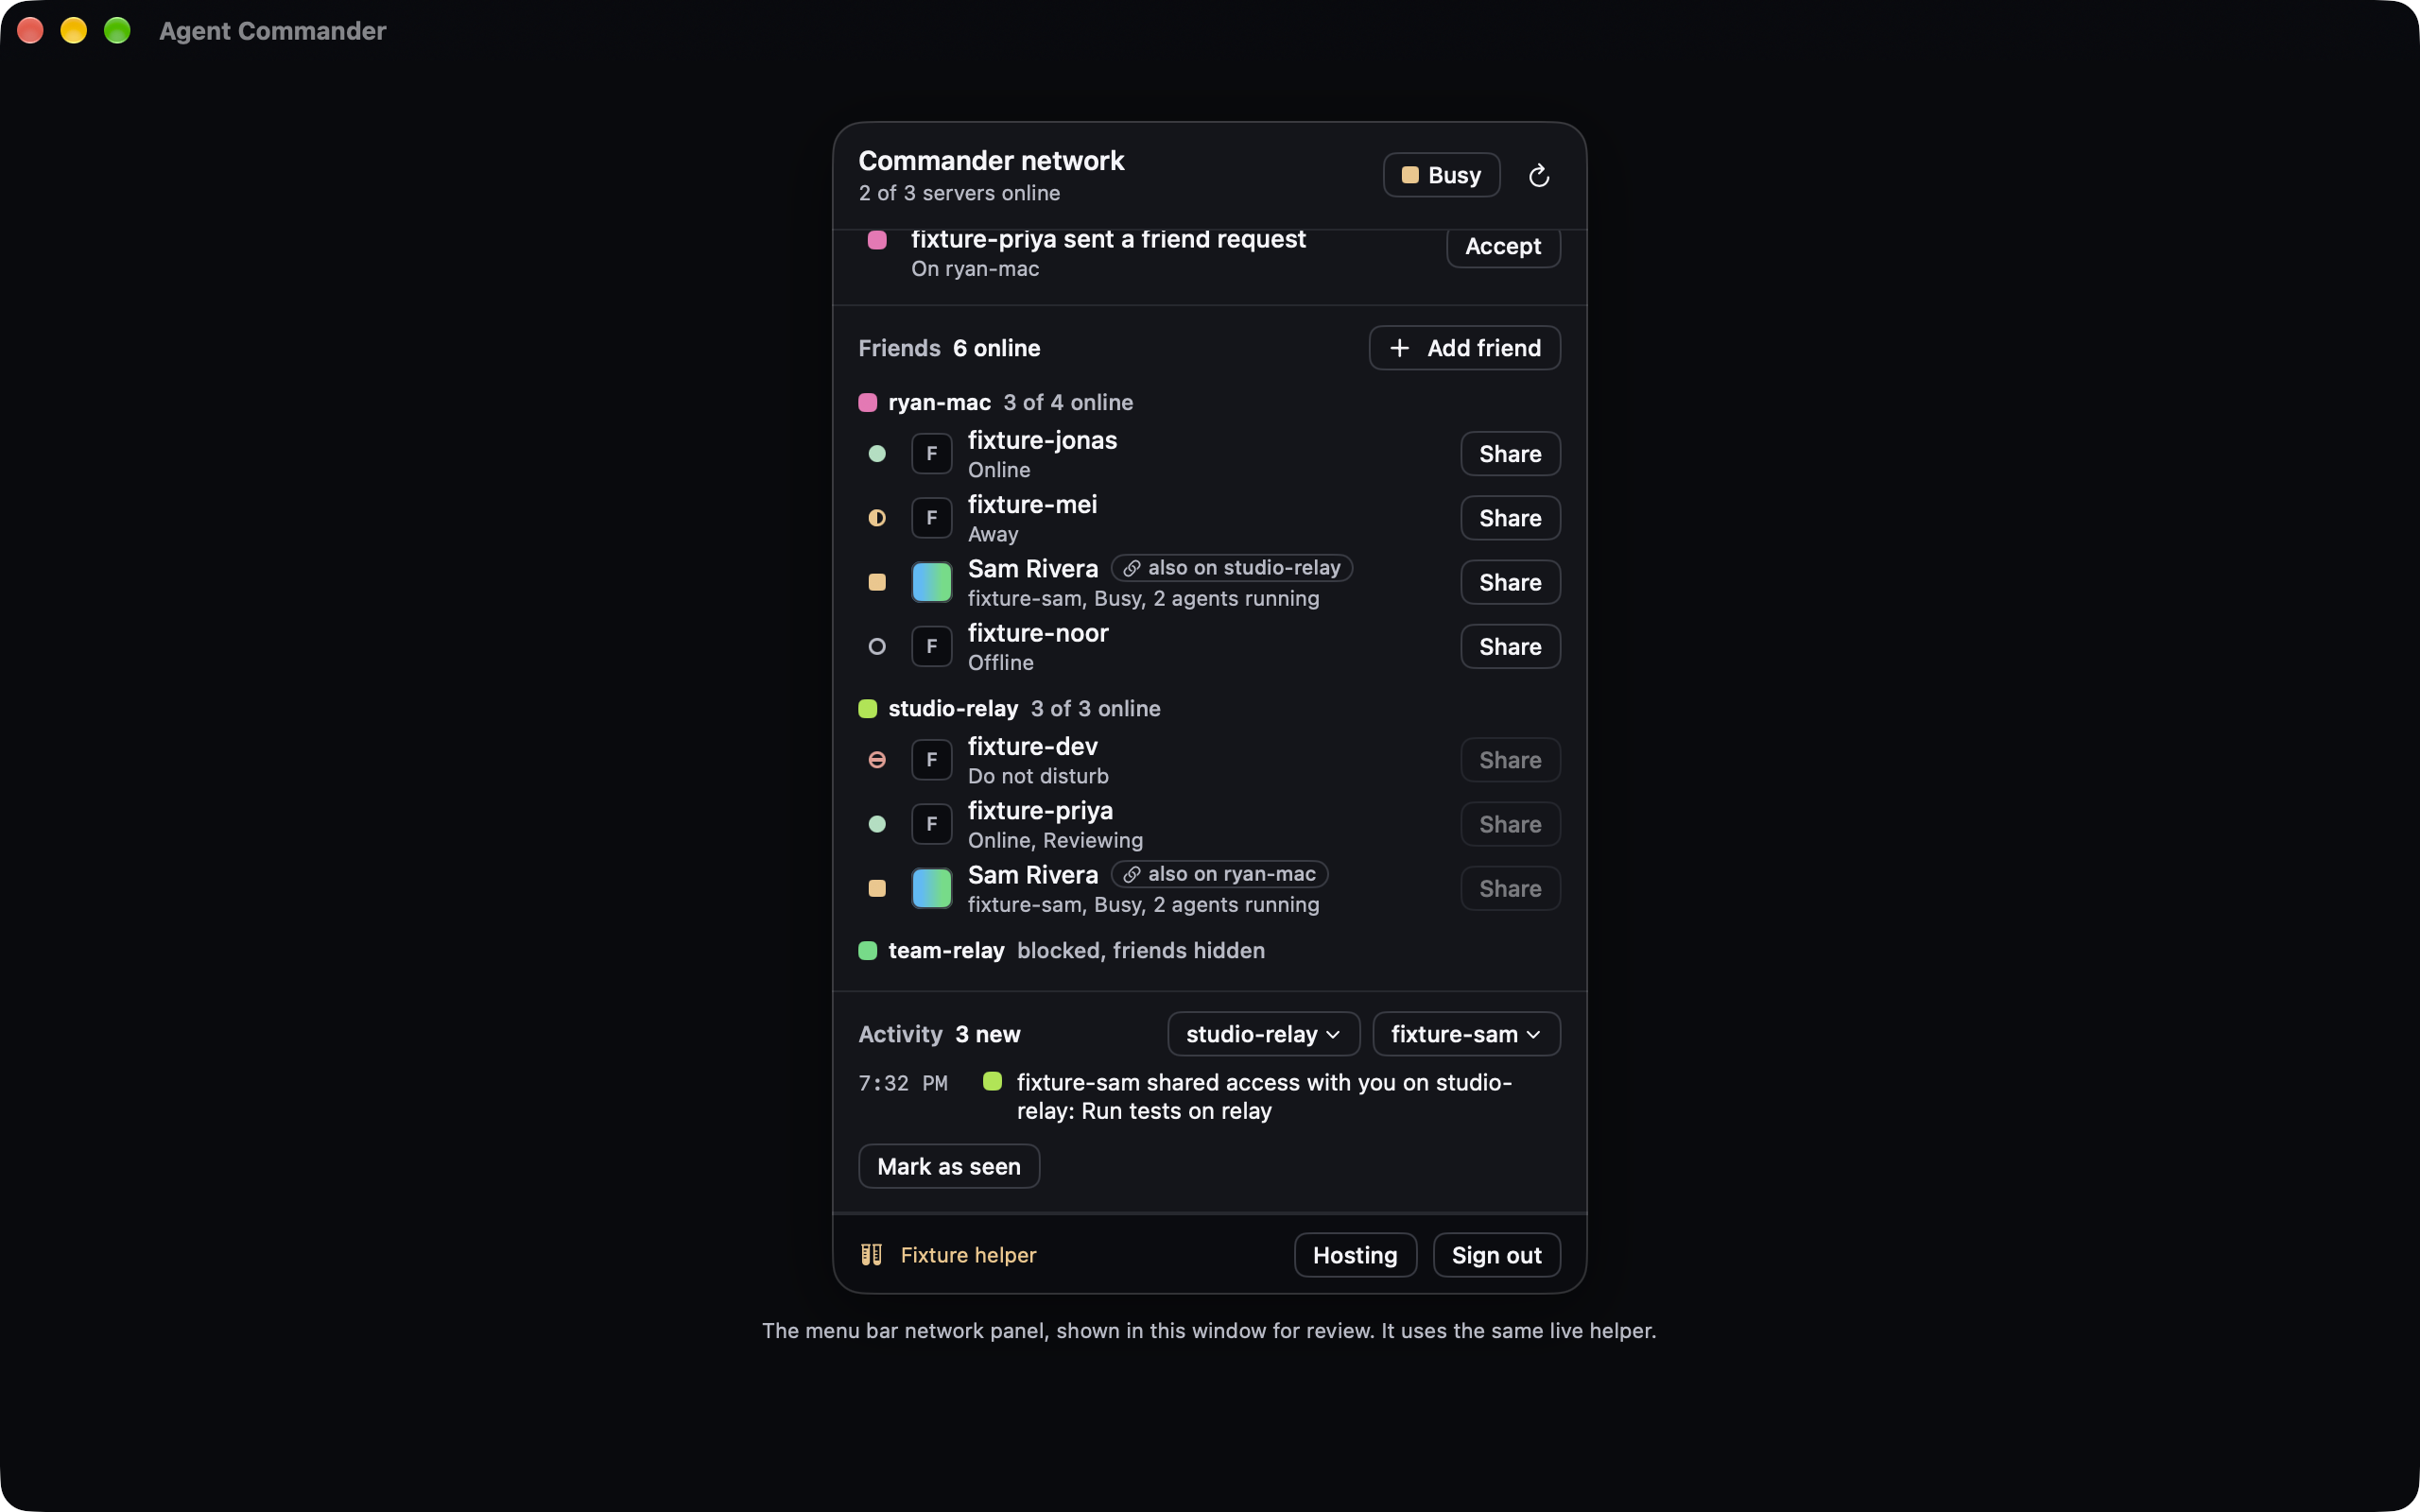 Agent Commander
Commander network
2 of 3 servers online
Busy
fixture-priya sent a friend request
On ryan-mac
Accept
Friends 6 online
Add friend
ryan-mac 3 of 4 online
F
fixture-jonas
Online
Share
F
fixture-mei
Away
Share
Sam Rivera also on studio-relay
fixture-sam, Busy, 2 agents running
Share
F
fixture-noor
Offline
Share
studio-relay 3 of 3 online
F
fixture-dev
Do not disturb
Share
F
fixture-priya
Online, Reviewing
Share
Sam Rivera also on ryan-mac
fixture-sam, Busy, 2 agents running
Share
team-relay blocked, friends hidden
Activity 3 new
studio-relay
fixture-sam
7:32 PM
fixture-sam shared access with you on studio-
relay: Run tests on relay
Mark as seen
Fixture helper
Hosting
Sign out
The menu bar network panel, shown in this window for review. It uses the same live helper.